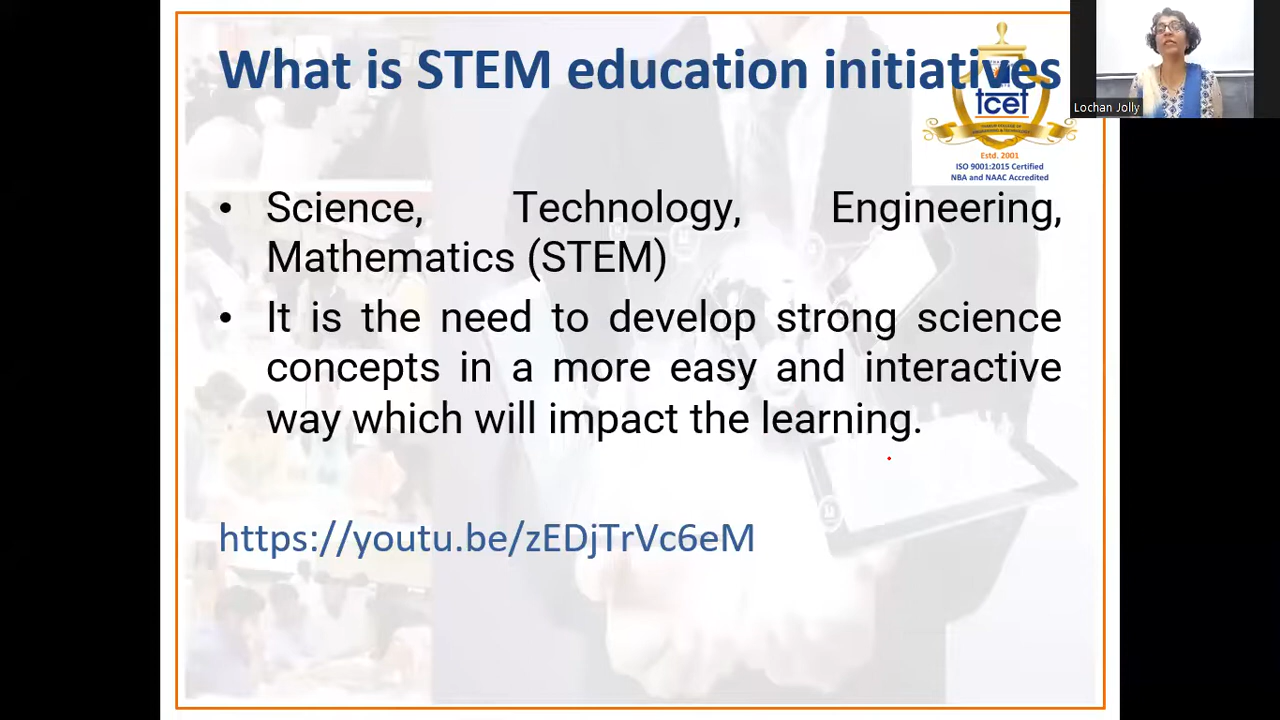 What is STEM education initiatives
tcet
Estd. 2001
ISO 9001:2015 Certified
NBA and NAAC Accredited
Lochan Jolly
• Science, Technology, Engineering,
Mathematics (STEM)
• It is the need to develop strong science
concepts in a more easy and interactive
way which will impact the learning.
https://youtu.be/zEDjTrVc6eM